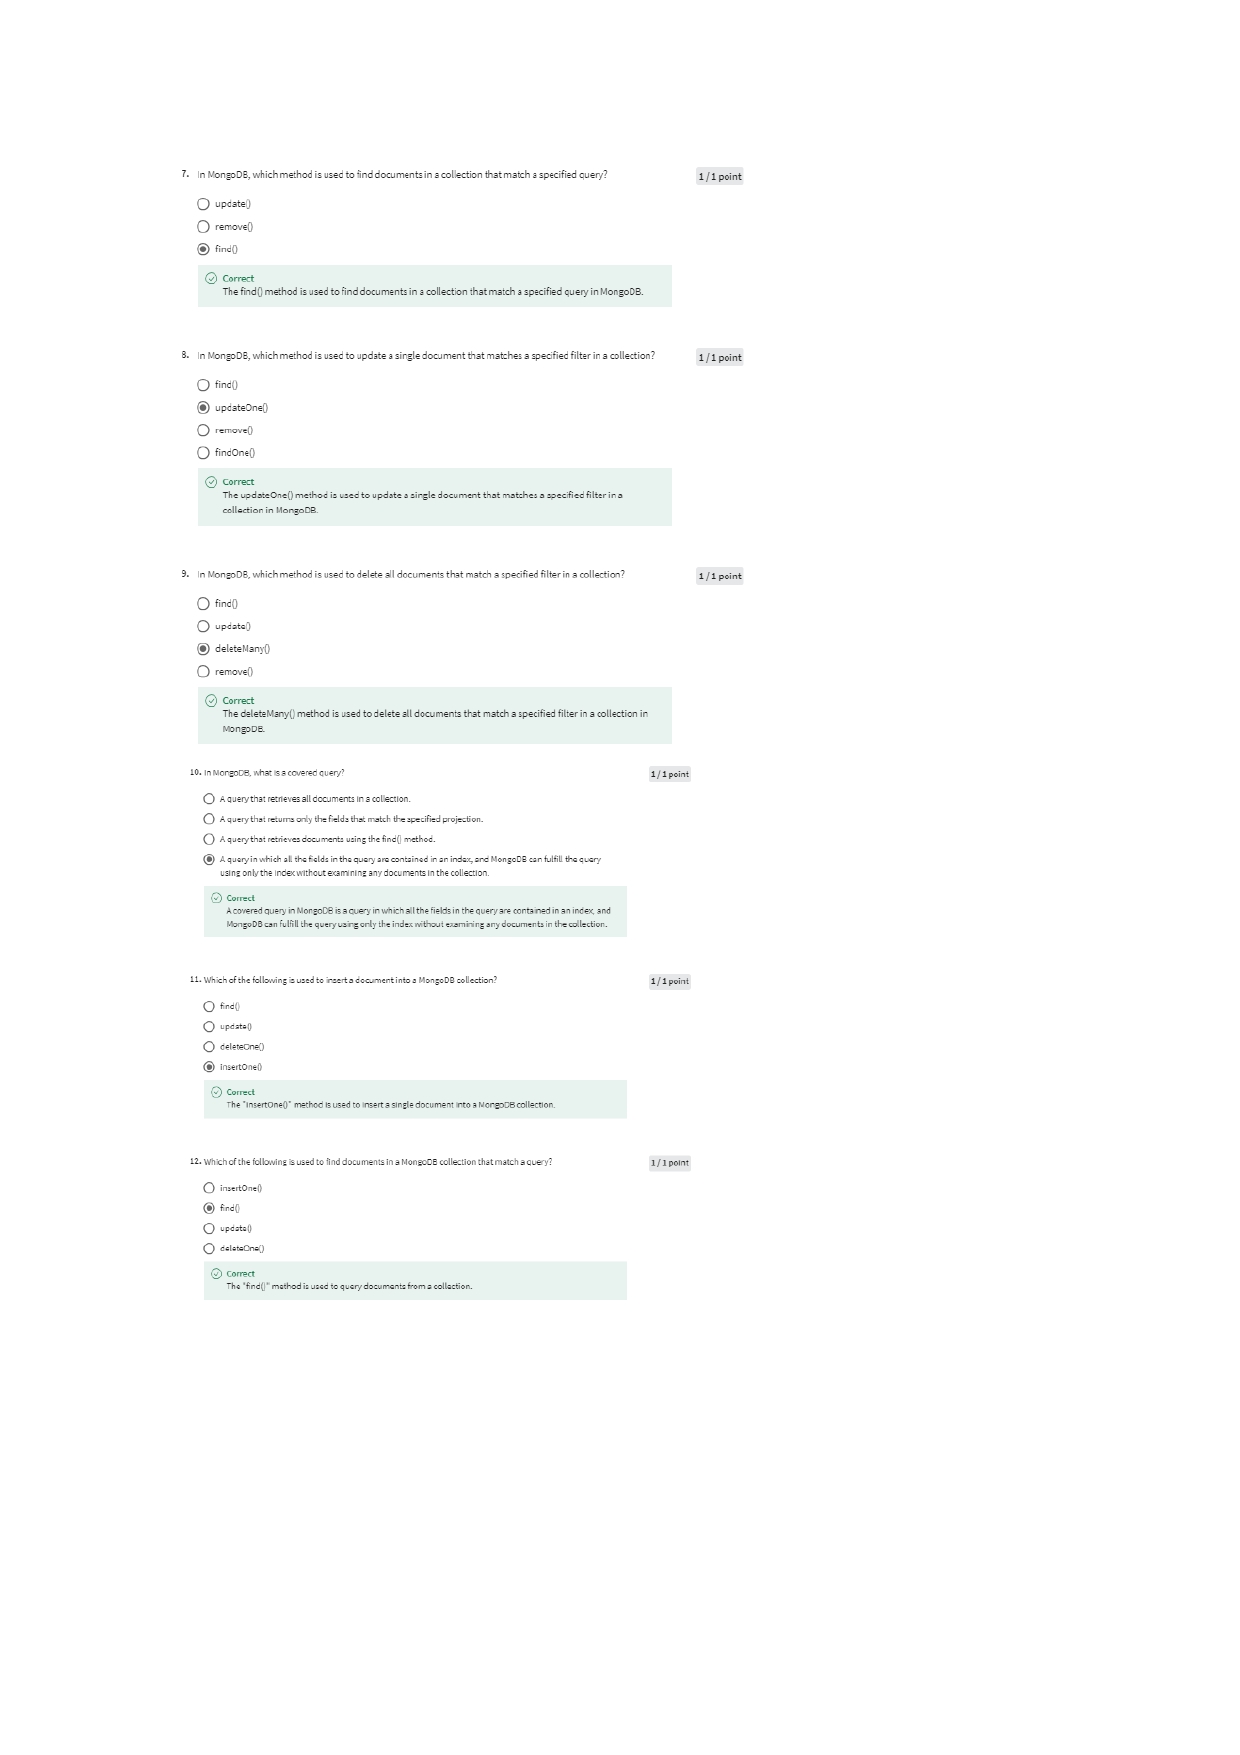 7. In MongoDB, which method is used to find documents in a collection that match a specified query?
1 / 1 point
update()
remove()
find()
Correct
The find() method is used to find documents in a collection that match a specified query in MongoDB.
8. In MongoDB, which method is used to update a single document that matches a specified filter in a collection?
1 / 1 point
find()
updateOne()
remove()
findOne()
Correct
The updateOne() method is used to update a single document that matches a specified filter in a
collection in MongoDB.
9. In MongoDB, which method is used to delete all documents that match a specified filter in a collection?
1 / 1 point
find()
update()
deleteMany()
remove()
Correct
The deleteMany() method is used to delete all documents that match a specified filter in a collection in
MongoDB.
10. In MongoDB, what is a covered query?
1 / 1 point
A query that retrieves all documents in a collection.
A query that returns only the fields that match the specified projection.
A query that retrieves documents using the find() method.
A query in which all the fields in the query are contained in an index, and MongoDB can fulfill the query
using only the index without examining any documents in the collection.
Correct
A covered query in MongoDB is a query in which all the fields in the query are contained in an index, and
MongoDB can fulfill the query using only the index without examining any documents in the collection.
11. Which of the following is used to insert a document into a MongoDB collection?
1 / 1 point
find()
update()
deleteOne()
insertOne()
Correct
The "insertOne()" method is used to insert a single document into a MongoDB collection.
12. Which of the following is used to find documents in a MongoDB collection that match a query?
1 / 1 point
insertOne()
find()
update()
deleteOne()
Correct
The "find()" method is used to query documents from a collection.